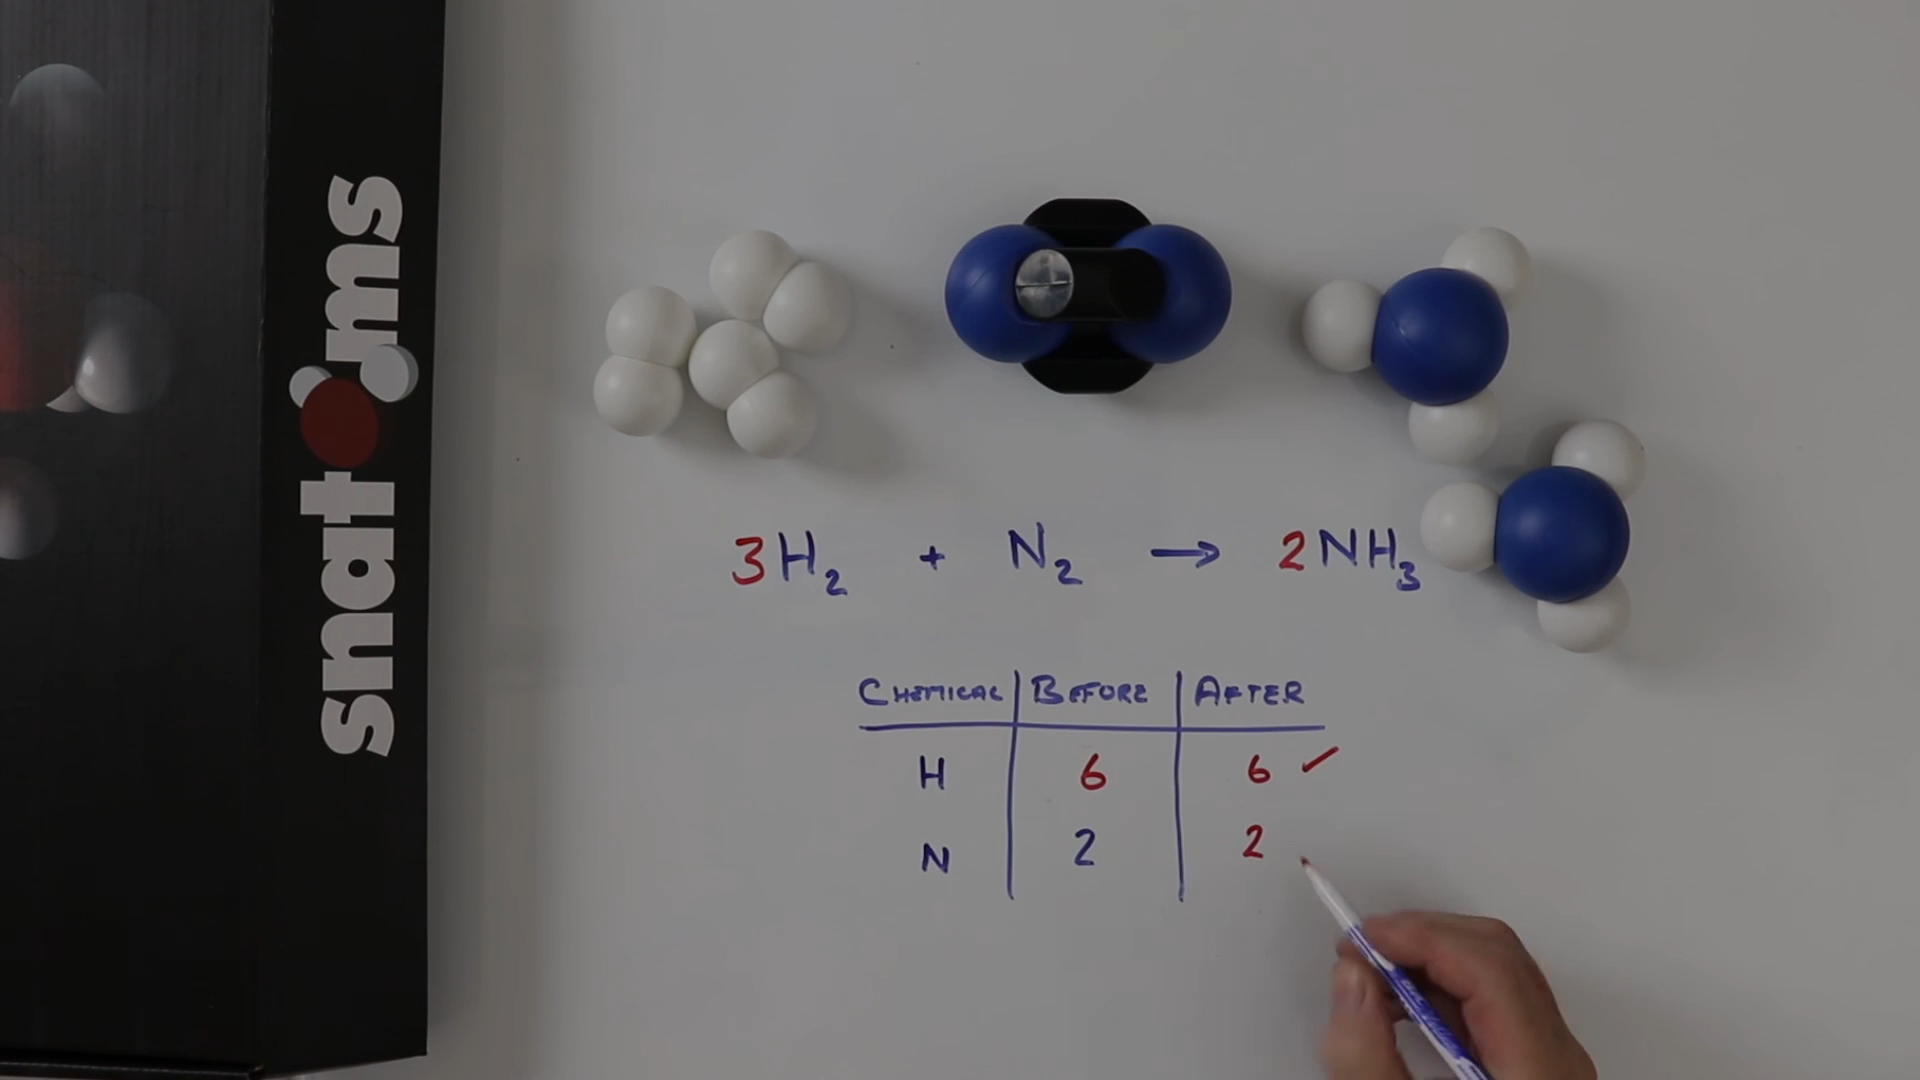 snatoms
3H₂ + N₂ → 2NH₃
CHEMICAL BEFORE AFTER
H 6 6 ✓
N 2 2